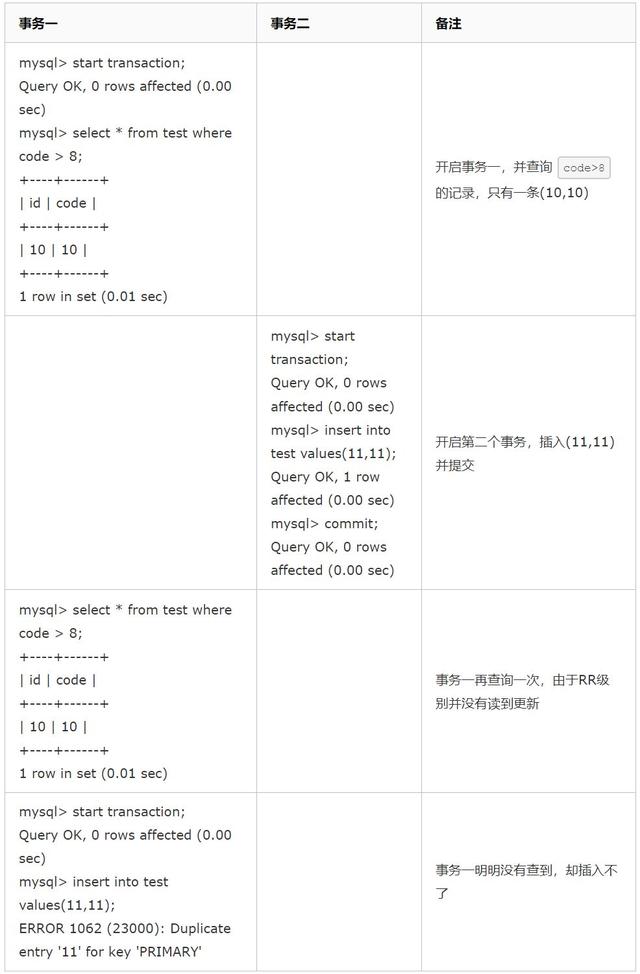 事务一
事务二
备注
mysql> start transaction;
Query OK, 0 rows affected (0.00
sec)
mysql> select * from test where
code > 8;
+----+------+
| id | code |
+----+------+
| 10 | 10 |
+----+------+
1 row in set (0.01 sec)
开启事务一，并查询 code>8
的记录，只有一条(10,10)
mysql> start
transaction;
Query OK, 0 rows
affected (0.00 sec)
mysql> insert into
test values(11,11);
Query OK, 1 row
affected (0.00 sec)
mysql> commit;
Query OK, 0 rows
affected (0.00 sec)
开启第二个事务，插入(11,11)
并提交
mysql> select * from test where
code > 8;
+----+------+
| id | code |
+----+------+
| 10 | 10 |
+----+------+
1 row in set (0.01 sec)
事务一再查询一次，由于RR级
别并没有读到更新
mysql> start transaction;
Query OK, 0 rows affected (0.00
sec)
mysql> insert into test
values(11,11);
ERROR 1062 (23000): Duplicate
entry '11' for key 'PRIMARY'
事务一明明没有查到，却插入不
了